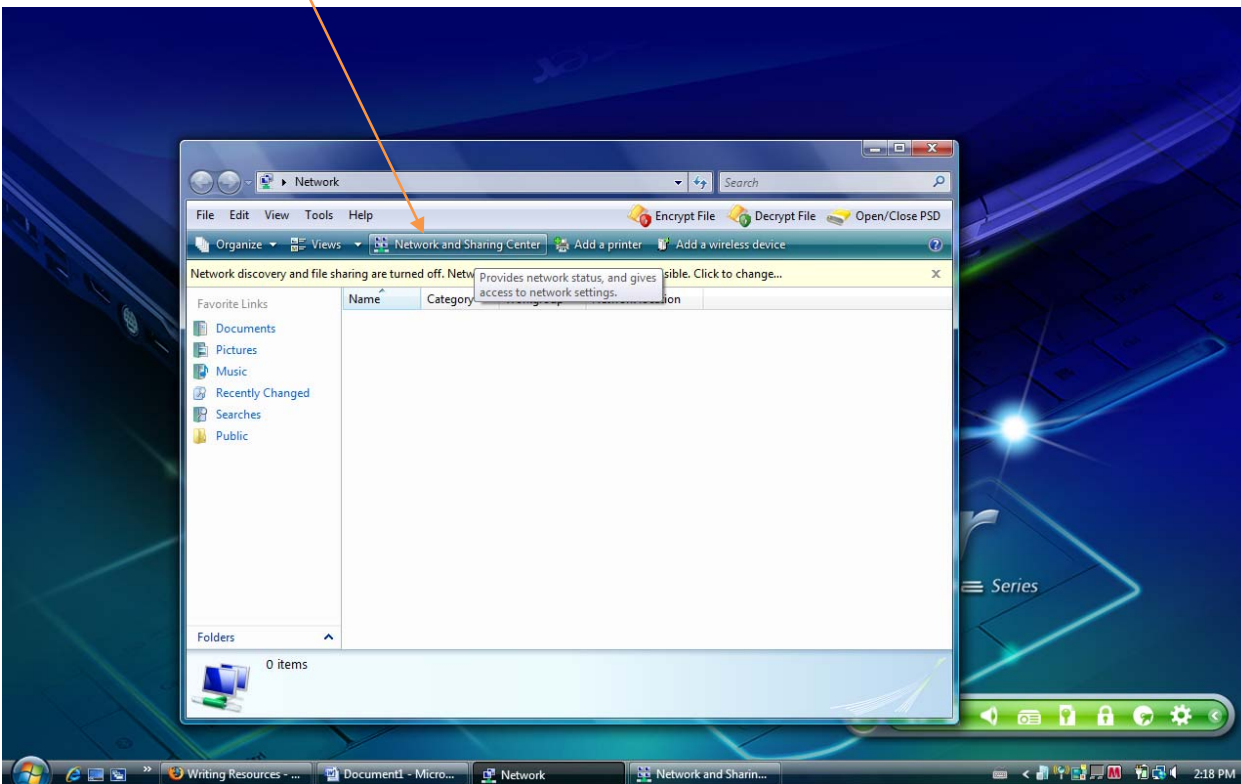 acer
Network
Search
File Edit View Tools Help Encrypt File Decrypt File Open/Close PSD
Organize Views Network and Sharing Center Add a printer Add a wireless device
Network discovery and file sharing are turned off. Click to change...
Provides network status, and gives
access to network settings.
Favorite Links
Name Category
Documents
Pictures
Music
Recently Changed
Searches
Public
Series
Folders
0 items
Writing Resources - ... Document1 - Micro... Network Network and Sharin... 2:18 PM